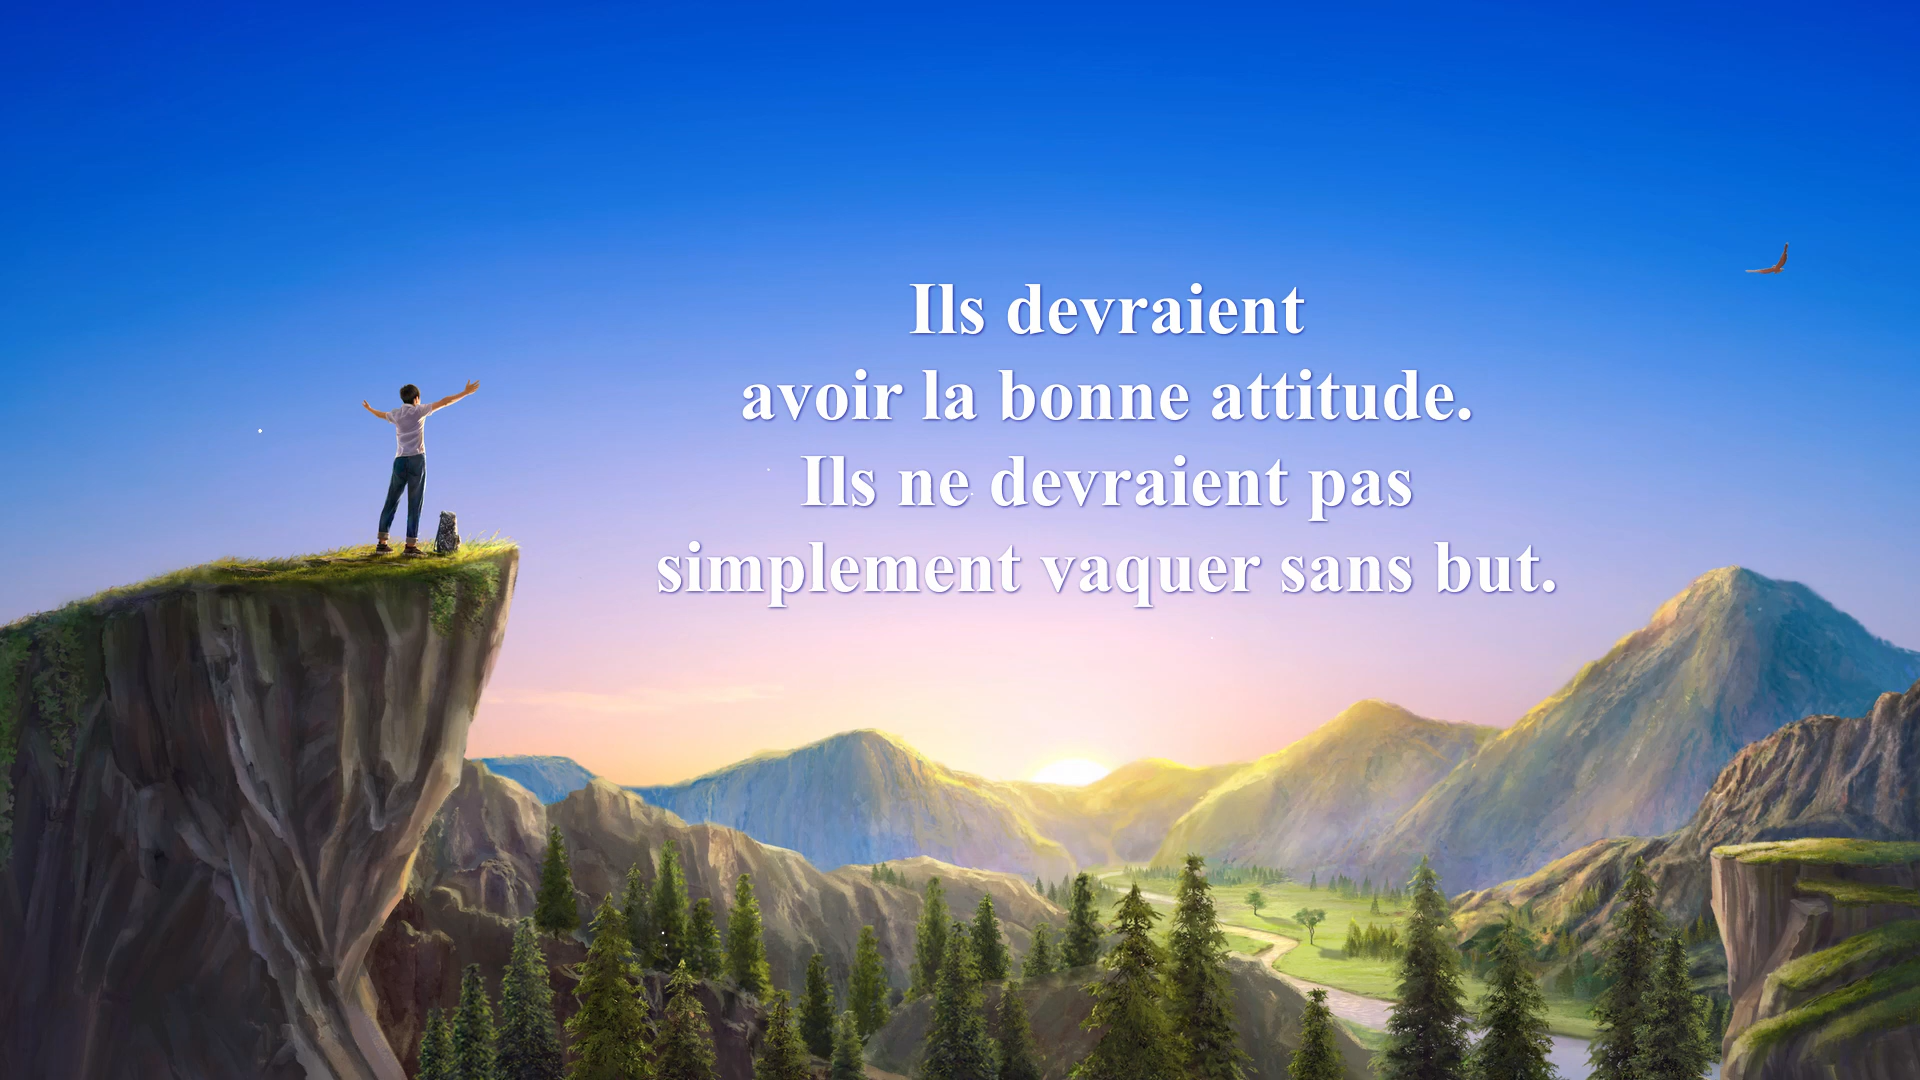 Ils devraient
avoir la bonne attitude.
Ils ne devraient pas
simplement vaquer sans but.